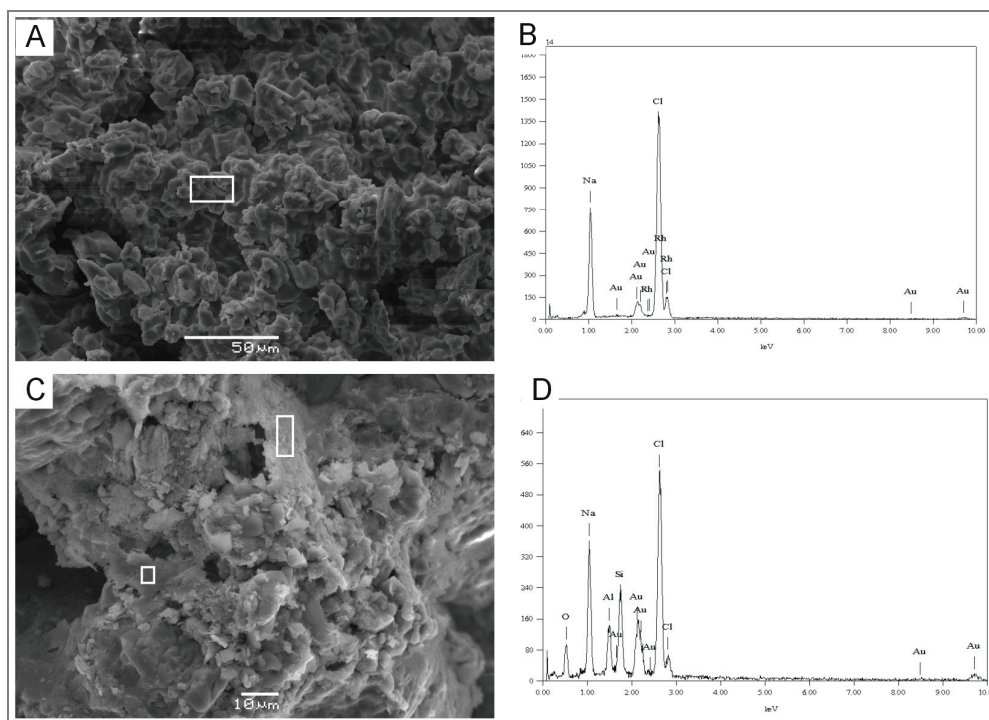 A
50μm
B
14
1800
1650
1500
1350
1200
1050
900
750
600
450
300
150
0
Na
Au
Au
Au
Au
Rh
Cl
Rh
Rh
Cl
Au
Au
0.00 1.00 2.00 3.00 4.00 5.00 6.00 7.00 8.00 9.00 10.00
keV
C
10μm
D
640
560
480
400
320
240
160
80
0
O
Na
Al
Au
Si
Au
Au
Au
Cl
Cl
Au
Au
0.00 1.00 2.00 3.00 4.00 5.00 6.00 7.00 8.00 9.00 10.0
keV